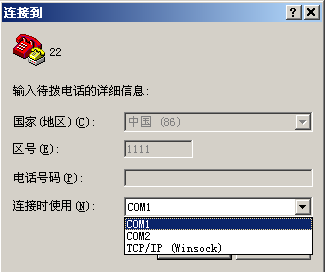 连接到
22
输入待拨电话的详细信息:
国家(地区)(C): 中国 (86)
区号(E): 1111
电话号码(P):
连接时使用(N): COM1
COM1
COM2
TCP/IP (Winsock)